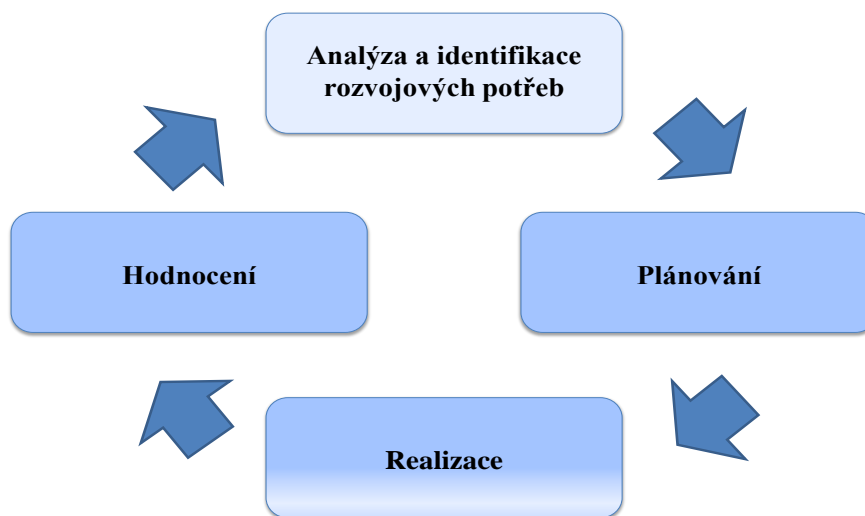 Analýza a identifikace
rozvojových potřeb
Hodnocení
Plánování
Realizace